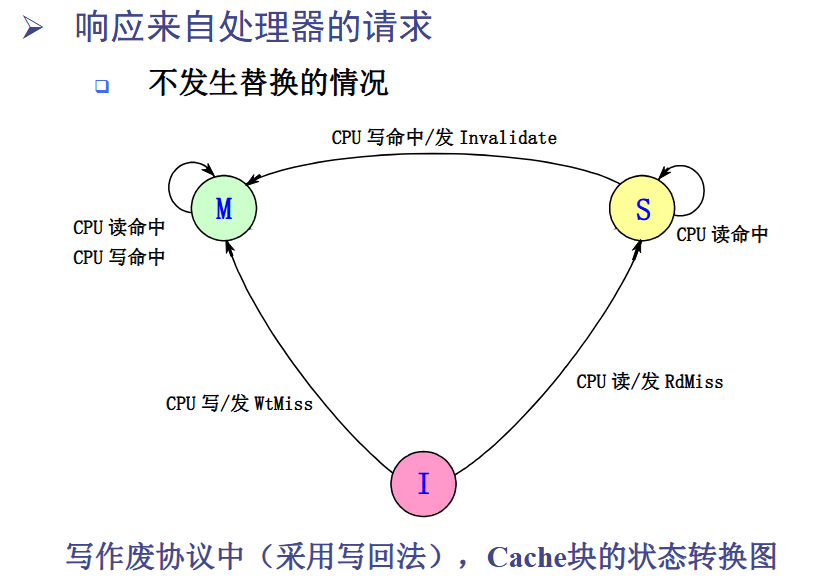 响应来自处理器的请求
不发生替换的情况
CPU 写命中/发 Invalidate
M
S
CPU 读命中
CPU 写命中
CPU 读命中
CPU 写/发 WtMiss
CPU 读/发 RdMiss
I
写作废协议中（采用写回法），Cache块的状态转换图